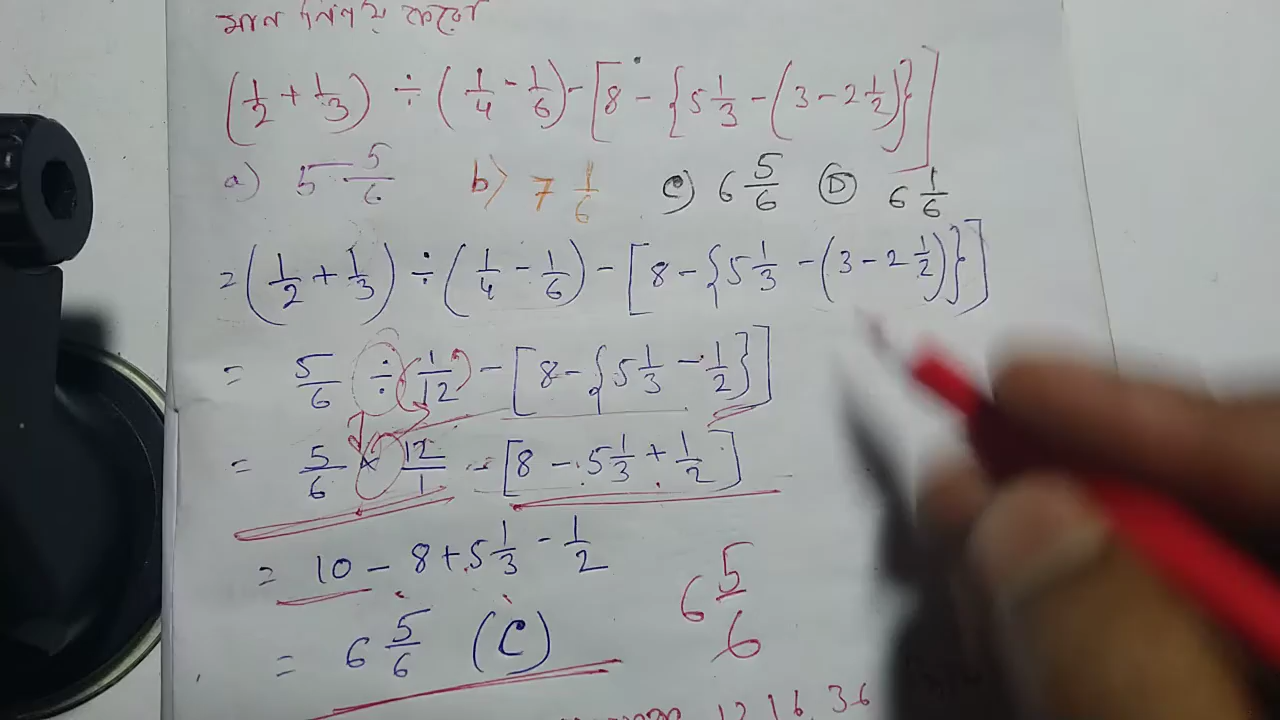 মান নির্ণয় করো
(1/2 + 1/3) ÷ (1/4 - 1/6) - [8 - {5 1/3 - (3 - 2 1/2)}]
a) 5 5/6 b) 7 1/6 c) 6 5/6 D 6 1/6
= (1/2 + 1/3) ÷ (1/4 - 1/6) - [8 - {5 1/3 - (3 - 2 1/2)}]
= 5/6 ÷ (1/12) - [8 - {5 1/3 - 1/2}]
= 5/6 × 12/1 - [8 - 5 1/3 + 1/2]
= 10 - 8 + 5 1/3 - 1/2
= 6 5/6 (C)
6 5/6
12, 16, 36